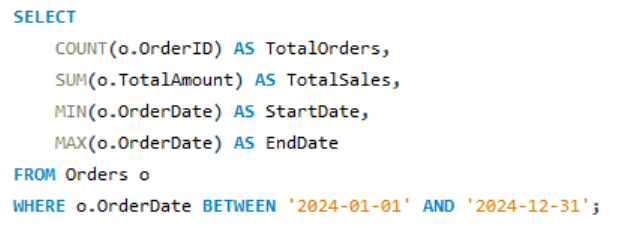 SELECT
    COUNT(o.OrderID) AS TotalOrders,
    SUM(o.TotalAmount) AS TotalSales,
    MIN(o.OrderDate) AS StartDate,
    MAX(o.OrderDate) AS EndDate
FROM Orders o
WHERE o.OrderDate BETWEEN '2024-01-01' AND '2024-12-31';